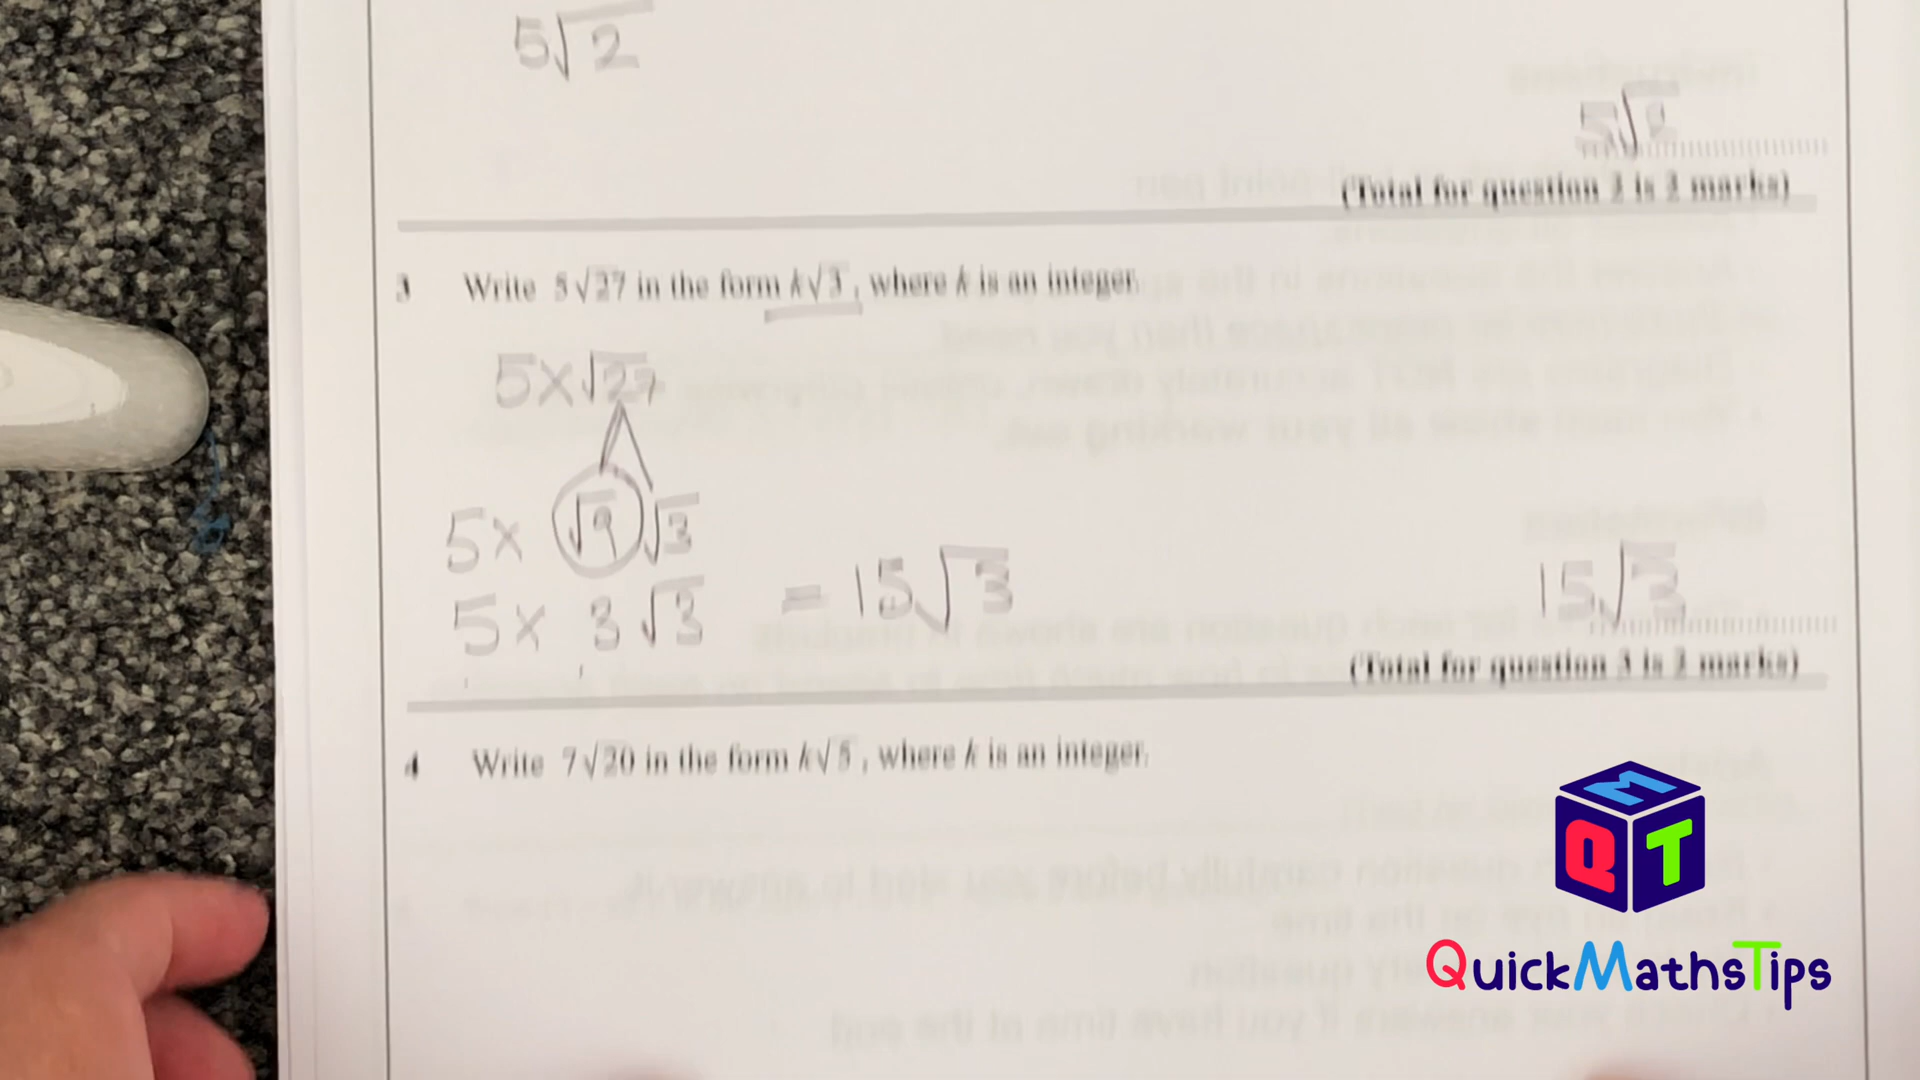 5√2
5√2
(Total for question 2 is 2 marks)
3 Write 5√27 in the form k√3, where k is an integer.
5×√27
5× √9 √3
5× 3√3 = 15√3
15√3
(Total for question 3 is 2 marks)
4 Write 7√20 in the form k√5, where k is an integer.
QMT
QuickMathsTips